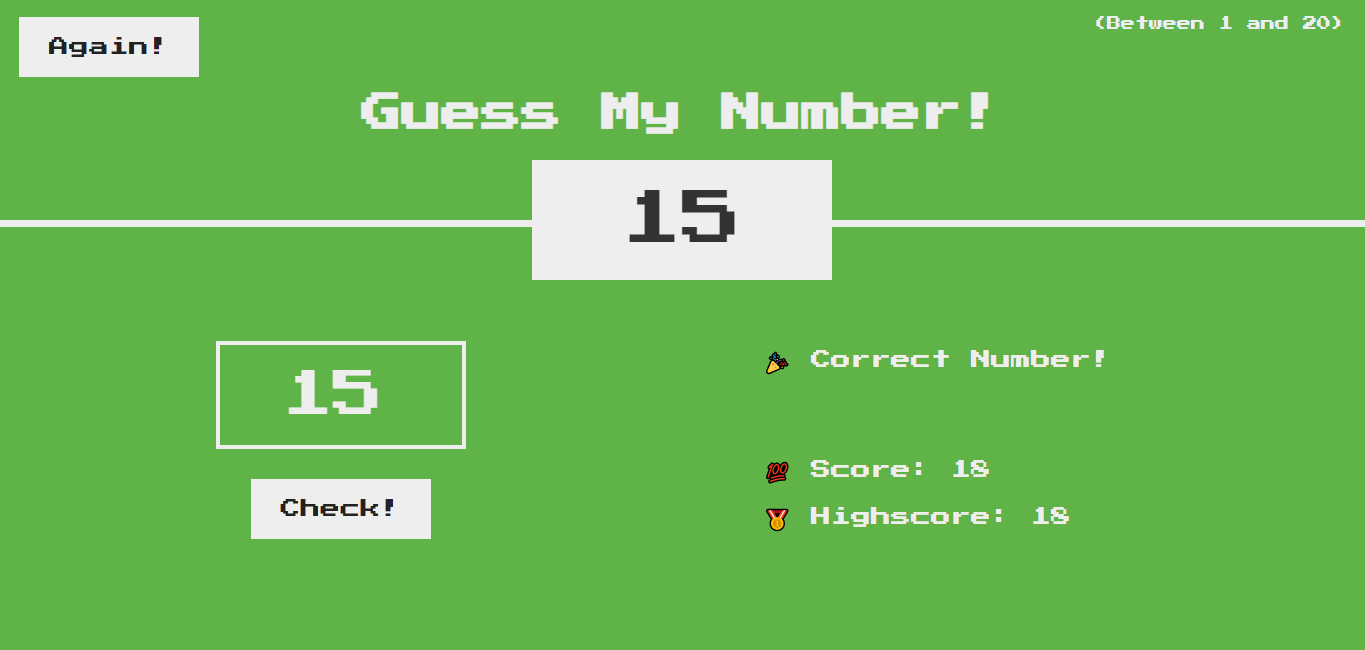 Again!
(Between 1 and 20)
Guess My Number!
15
15
Check!
🎉 Correct Number!
💯 Score: 18
🥇 Highscore: 18